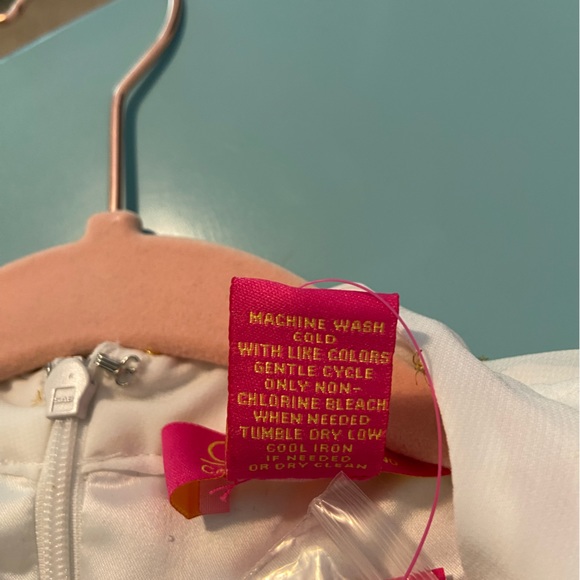 MACHINE WASH
COLD
WITH LIKE COLORS
GENTLE CYCLE
ONLY NON-
CHLORINE BLEACH
WHEN NEEDED
TUMBLE DRY LOW
COOL IRON
IF NEEDED
OR DRY CLEAN